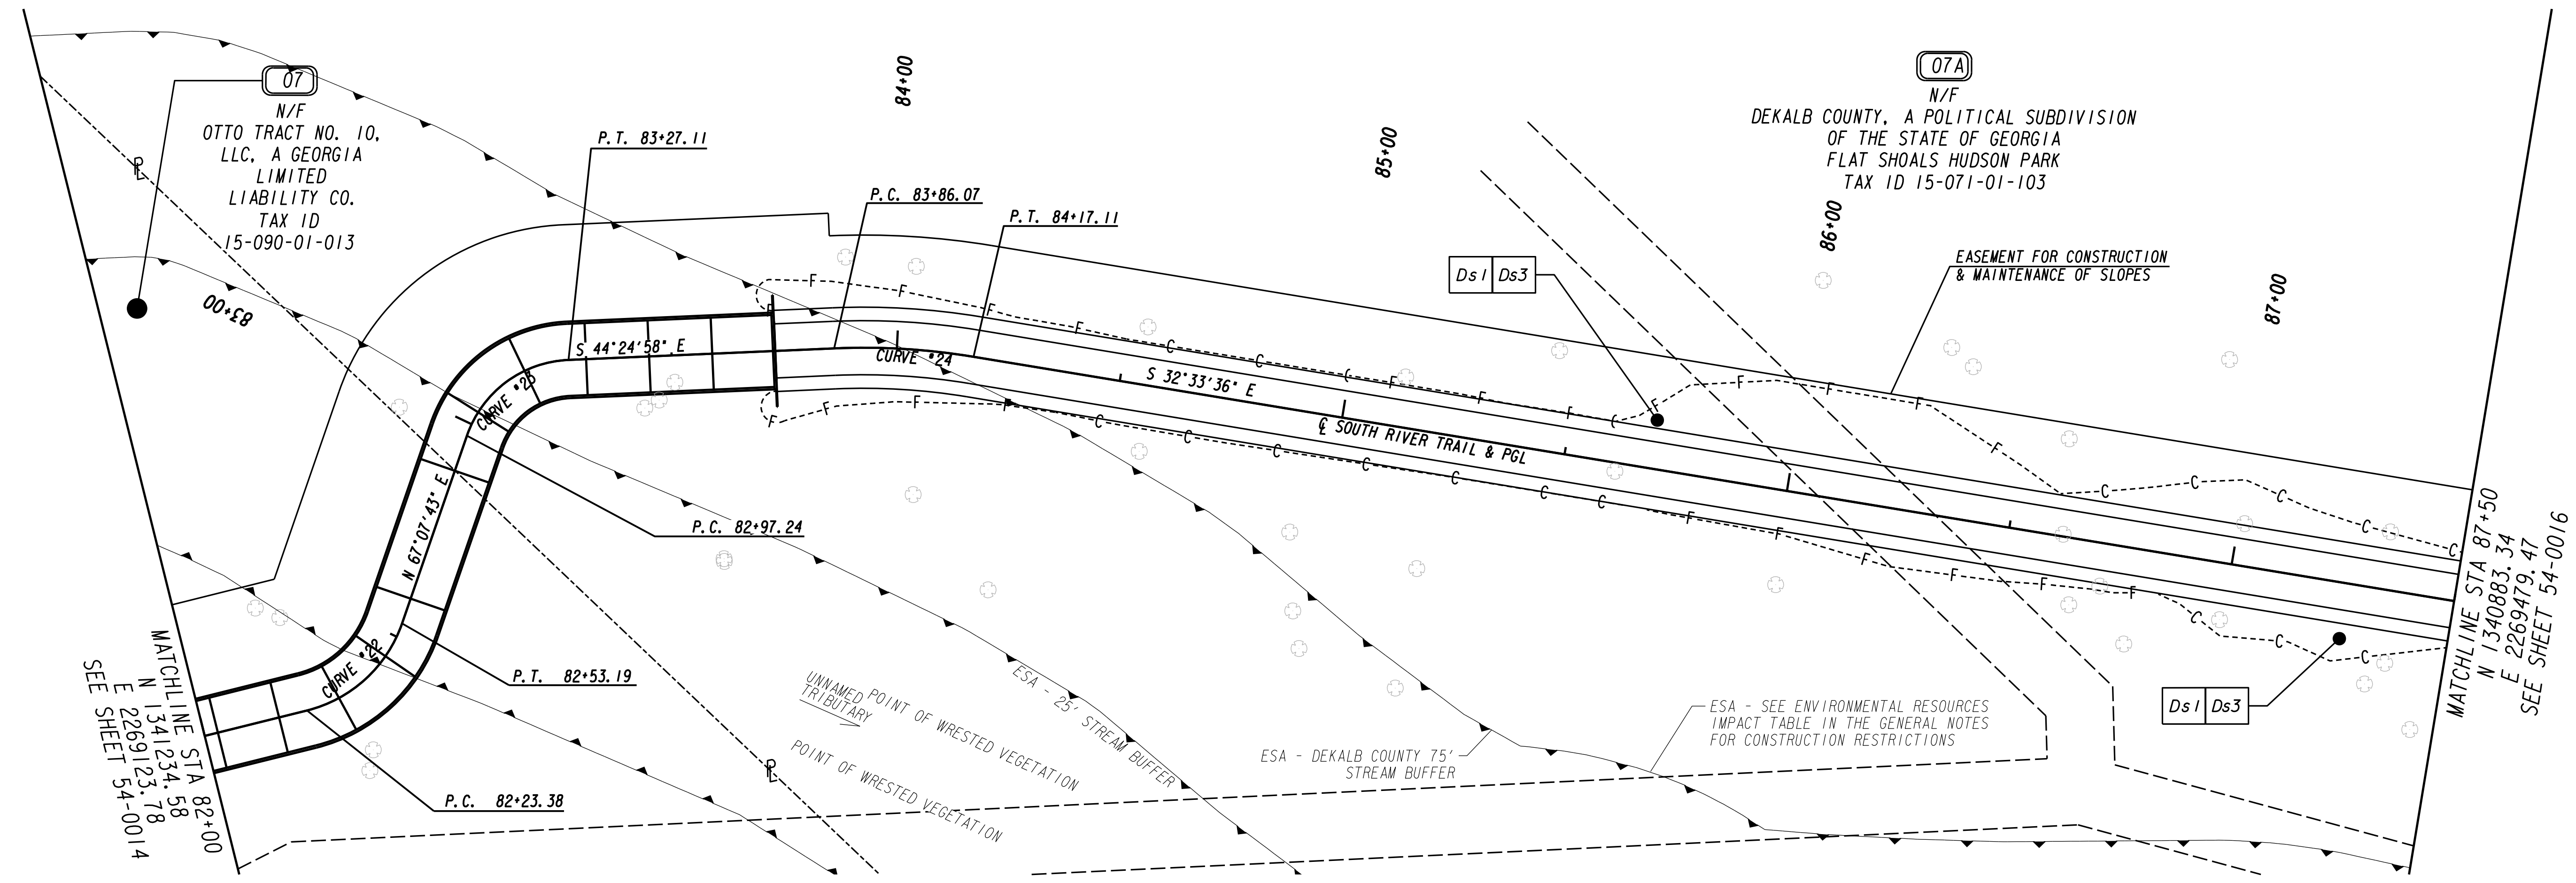 07
N/F
OTTO TRACT NO. 10,
LLC, A GEORGIA
LIMITED
LIABILITY CO.
TAX ID
15-090-01-013
PL
83+00
P.T. 83+27.11
84+00
P.C. 83+86.07
P.T. 84+17.11
85+00
07A
N/F
DEKALB COUNTY, A POLITICAL SUBDIVISION
OF THE STATE OF GEORGIA
FLAT SHOALS HUDSON PARK
TAX ID 15-071-01-103
86+00
EASEMENT FOR CONSTRUCTION
& MAINTENANCE OF SLOPES
87+00
Ds1 Ds3
S 44°24'58" E
CURVE #23
CURVE #24
S 32°33'36" E
CL SOUTH RIVER TRAIL & PGL
N 67°07'43" E
P.C. 82+97.24
CURVE #22
P.T. 82+53.19
P.C. 82+23.38
MATCHLINE STA 82+00
N 1341234.58
E 2269123.78
SEE SHEET 54-0014
UNNAMED
TRIBUTARY
POINT OF WRESTED VEGETATION
POINT OF WRESTED VEGETATION
PL
ESA - 25' STREAM BUFFER
ESA - DEKALB COUNTY 75'
STREAM BUFFER
ESA - SEE ENVIRONMENTAL RESOURCES
IMPACT TABLE IN THE GENERAL NOTES
FOR CONSTRUCTION RESTRICTIONS
Ds1 Ds3
MATCHLINE STA 87+50
N 1340883.34
E 2269479.47
SEE SHEET 54-0016
F F F F C C C F F F C F F F F F C C C C C
F F F F C C C C C C C F F F F F F C C C